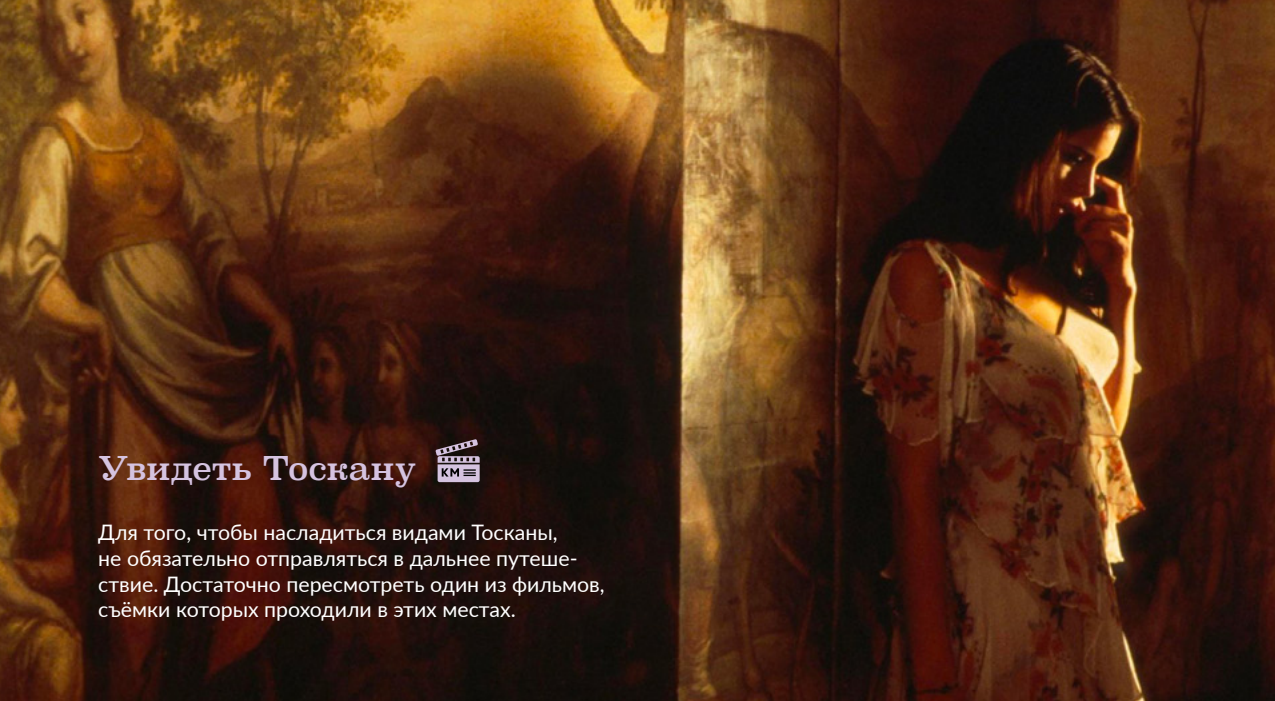 Увидеть Тоскану
KM
Для того, чтобы насладиться видами Тосканы,
не обязательно отправляться в дальнее путеше-
ствие. Достаточно пересмотреть один из фильмов,
съёмки которых проходили в этих местах.